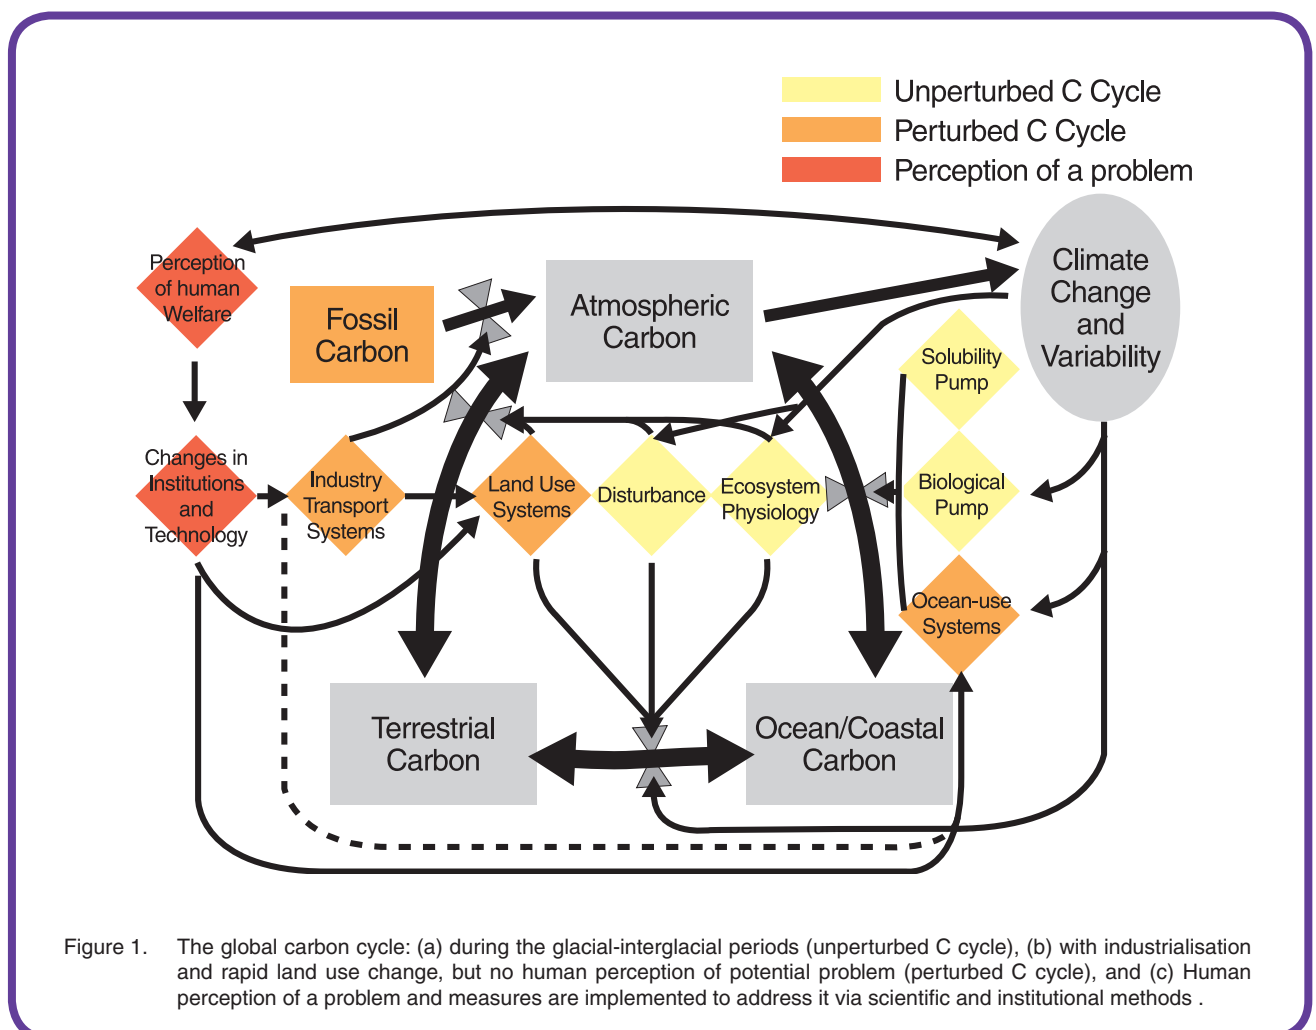 Unperturbed C Cycle
Perturbed C Cycle
Perception of a problem
Perception
of human
Welfare
Fossil
Carbon
Atmospheric
Carbon
Climate
Change
and
Variability
Solubility
Pump
Changes in
Institutions
and
Technology
Industry
Transport
Systems
Land Use
Systems
Disturbance
Ecosystem
Physiology
Biological
Pump
Ocean-use
Systems
Terrestrial
Carbon
Ocean/Coastal
Carbon
Figure 1. The global carbon cycle: (a) during the glacial-interglacial periods (unperturbed C cycle), (b) with industrialisation
and rapid land use change, but no human perception of potential problem (perturbed C cycle), and (c) Human
perception of a problem and measures are implemented to address it via scientific and institutional methods .